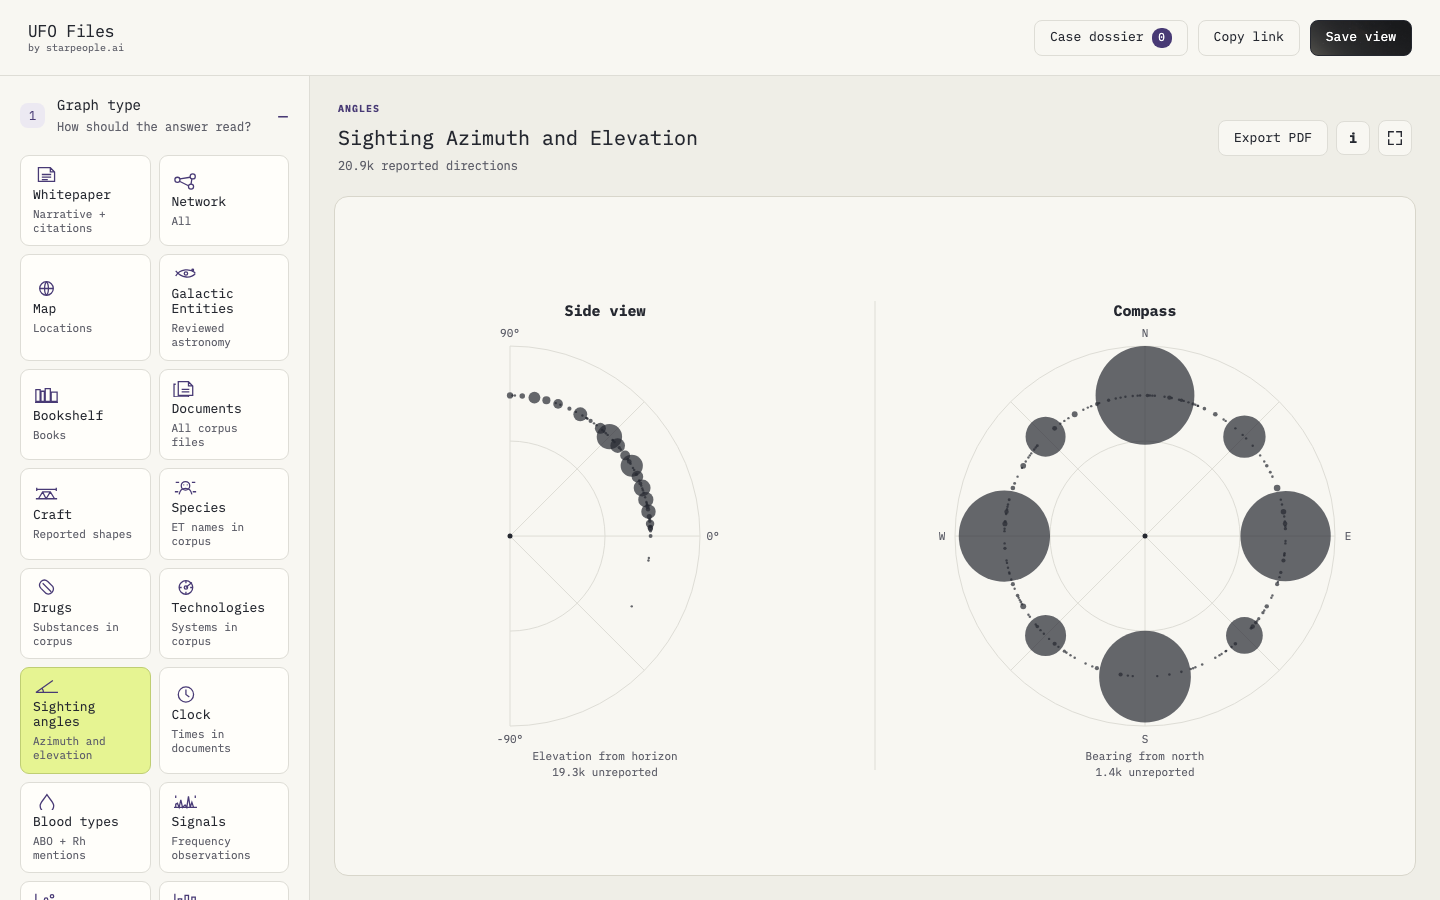 UFO Files
by starpeople.ai
Case dossier 0
Copy link
Save view
1
Graph type
How should the answer read?
Whitepaper
Narrative +
citations
Network
All
Map
Locations
Galactic
Entities
Reviewed
astronomy
Bookshelf
Books
Documents
All corpus
files
Craft
Reported shapes
Species
ET names in
corpus
Drugs
Substances in
corpus
Technologies
Systems in
corpus
Sighting
angles
Azimuth and
elevation
Clock
Times in
documents
Blood types
ABO + Rh
mentions
Signals
Frequency
observations
ANGLES
Sighting Azimuth and Elevation
20.9k reported directions
Export PDF
i
Side view
90°
0°
-90°
Elevation from horizon
19.3k unreported
Compass
N
W
E
S
Bearing from north
1.4k unreported